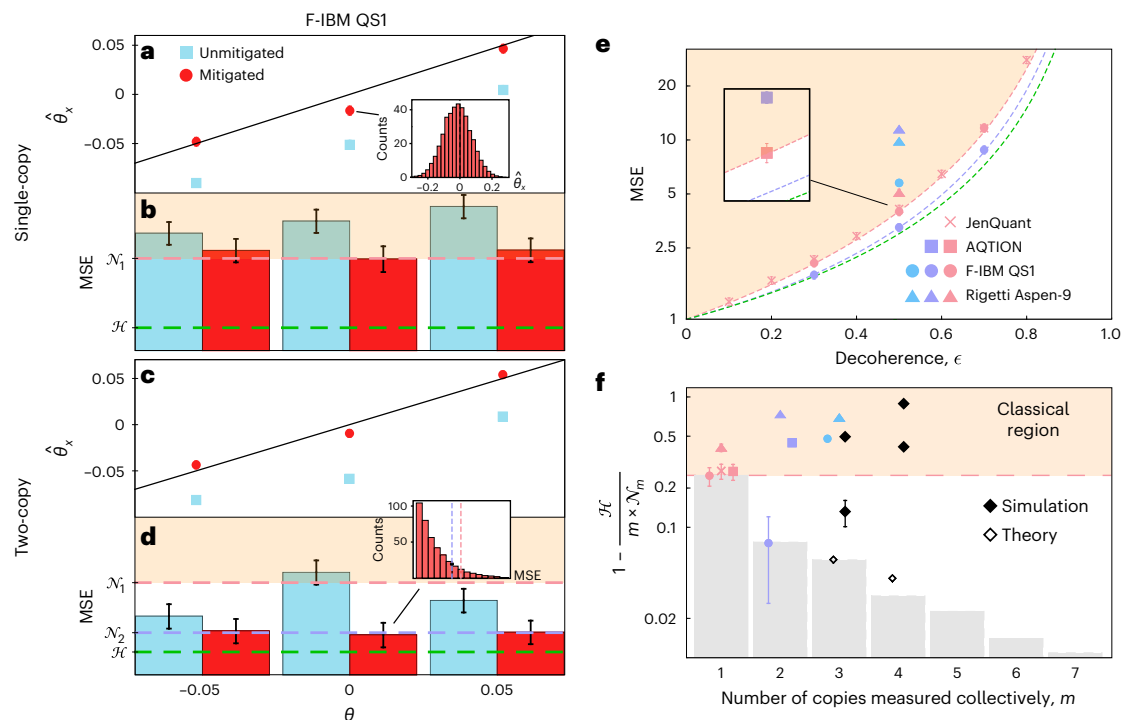 F-IBM QS1
a
Unmitigated
Mitigated
0.05
0
−0.05
θ̂ₓ
Counts
40
20
0
−0.2
0
0.2
θ̂ₓ
Single-copy
b
MSE
𝒩₁
ℋ
c
0.05
0
−0.05
θ̂ₓ
Two-copy
d
Counts
100
50
MSE
MSE
𝒩₁
𝒩₂
ℋ
−0.05
0
0.05
θ
e
MSE
20
10
5
2.5
1
JenQuant
AQTION
F-IBM QS1
Rigetti Aspen-9
0
0.2
0.4
0.6
0.8
1.0
Decoherence, ϵ
f
1 − ℋ / m × 𝒩ₘ
1
0.5
0.2
0.1
0.02
Classical
region
Simulation
Theory
1 2 3 4 5 6 7
Number of copies measured collectively, m